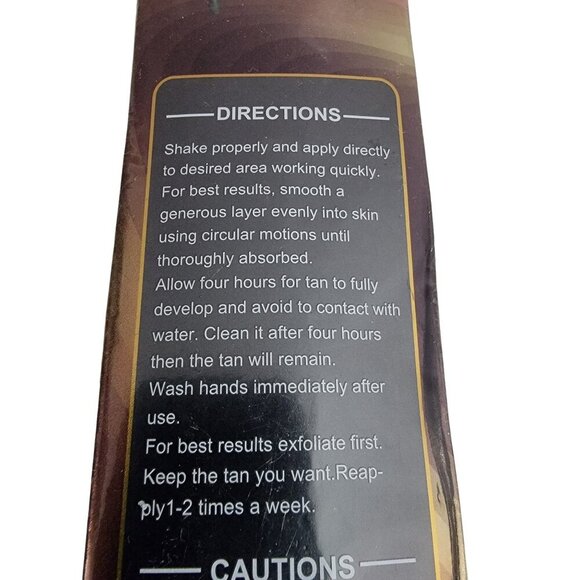 DIRECTIONS
Shake properly and apply directly
to desired area working quickly.
For best results, smooth a
generous layer evenly into skin
using circular motions until
thoroughly absorbed.
Allow four hours for tan to fully
develop and avoid to contact with
water. Clean it after four hours
then the tan will remain.
Wash hands immediately after
use.
For best results exfoliate first.
Keep the tan you want.Reap-
ply1-2 times a week.
CAUTIONS